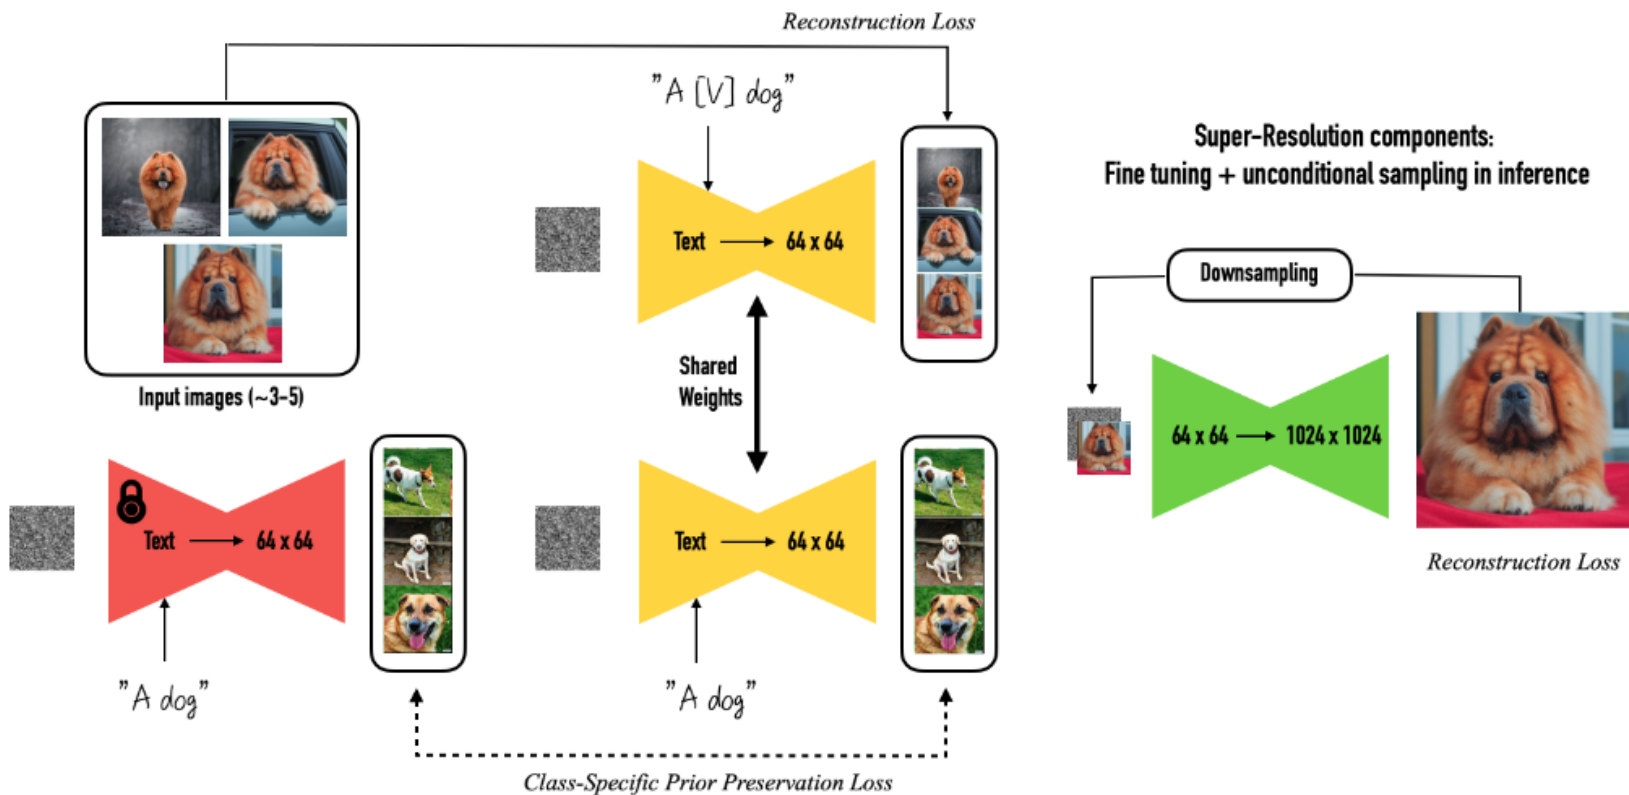 Reconstruction Loss
"A [V] dog"
Text → 64 x 64
Input images (~3-5)
Shared
Weights
Text → 64 x 64
"A dog"
Text → 64 x 64
"A dog"
Class-Specific Prior Preservation Loss
Super-Resolution components:
Fine tuning + unconditional sampling in inference
Downsampling
64 x 64 → 1024 x 1024
Reconstruction Loss